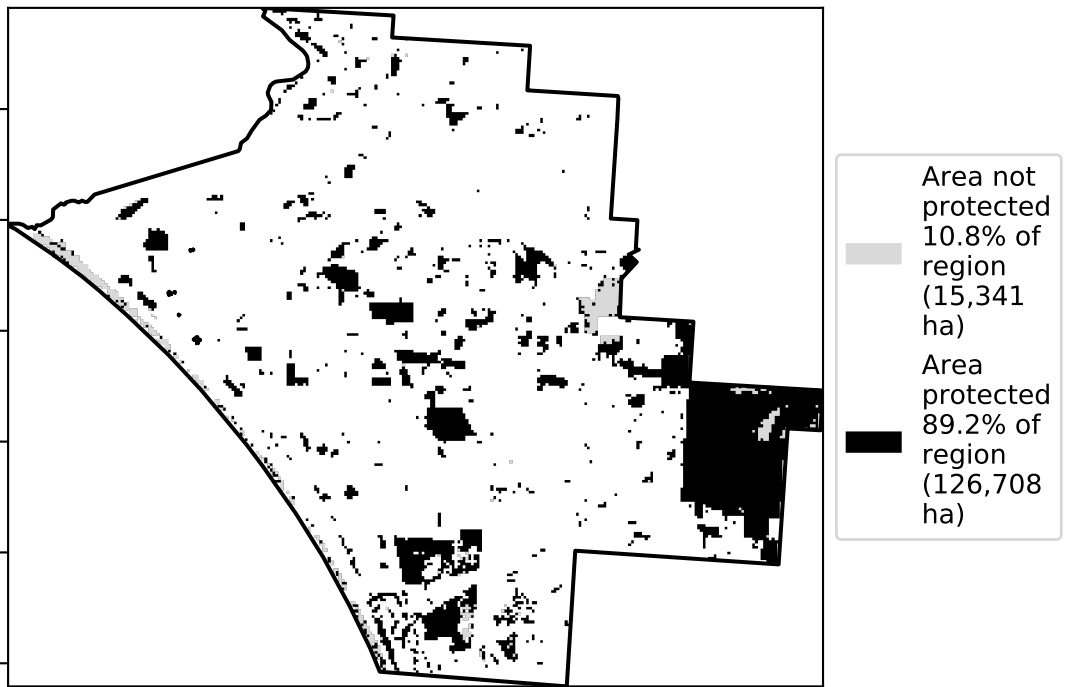 Area not
protected
10.8% of
region
(15,341
ha)
Area
protected
89.2% of
region
(126,708
ha)